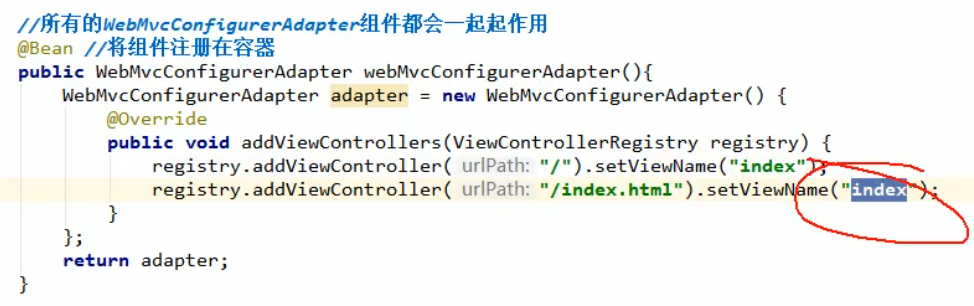 //所有的WebMvcConfigurerAdapter组件都会一起起作用
@Bean //将组件注册在容器
public WebMvcConfigurerAdapter webMvcConfigurerAdapter(){
WebMvcConfigurerAdapter adapter = new WebMvcConfigurerAdapter() {
@Override
public void addViewControllers(ViewControllerRegistry registry) {
registry.addViewController( urlPath: "/").setViewName("index");
registry.addViewController( urlPath: "/index.html").setViewName("index");
}
};
return adapter;
}